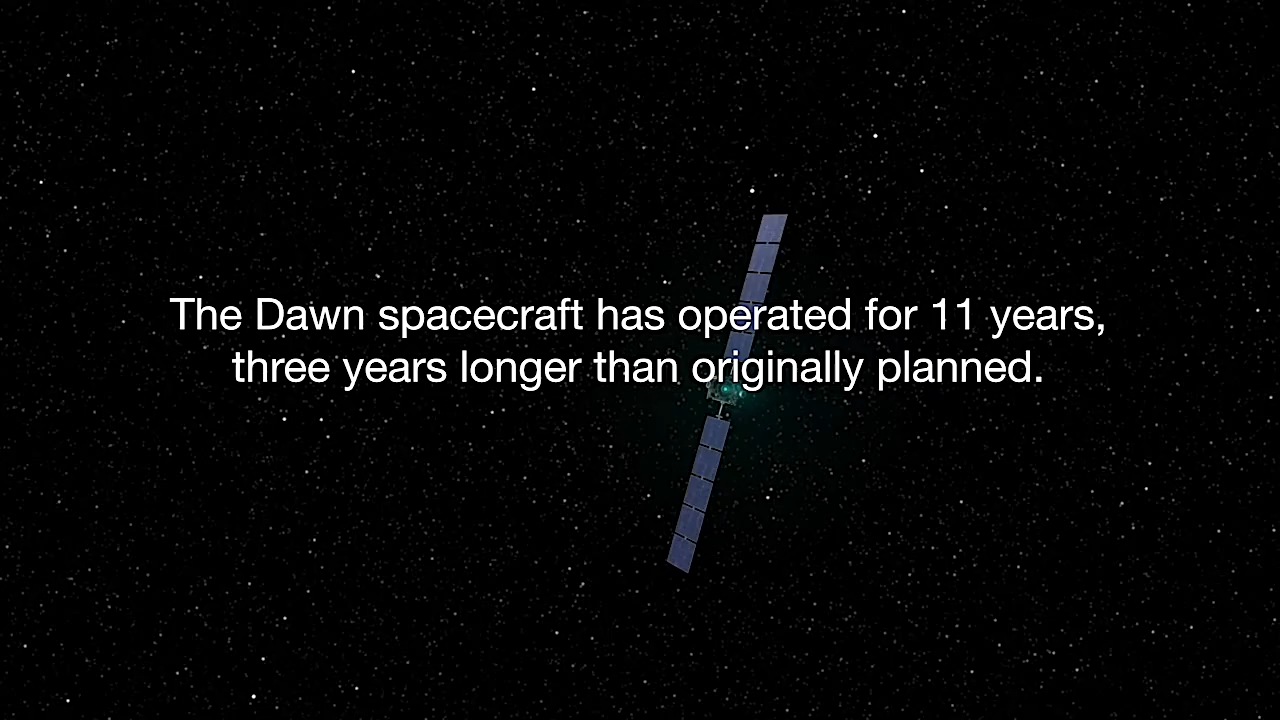 The Dawn spacecraft has operated for 11 years,
three years longer than originally planned.